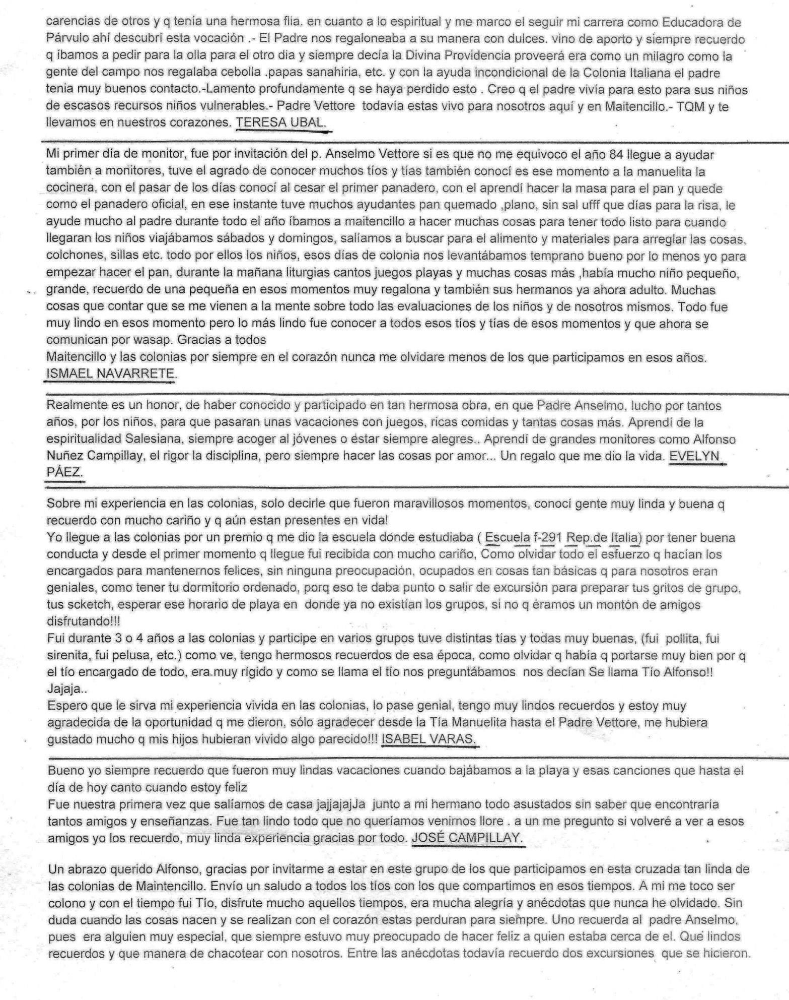 carencias de otros y q tenía una hermosa flia. en cuanto a lo espiritual y me marco el seguir mi carrera como Educadora de
Párvulo ahí descubrí esta vocación .- El Padre nos regaloneaba a su manera con dulces. vino de aporto y siempre recuerdo
q íbamos a pedir para la olla para el otro dia y siempre decía la Divina Providencia proveerá era como un milagro como la
gente del campo nos regalaba cebolla .papas sanahiria, etc. y con la ayuda incondicional de la Colonia Italiana el padre
tenia muy buenos contacto.-Lamento profundamente q se haya perdido esto . Creo q el padre vivía para esto para sus niños
de escasos recursos niños vulnerables.- Padre Vettore todavía estas vivo para nosotros aquí y en Maitencillo.- TQM y te
llevamos en nuestros corazones. TERESA UBAL.
Mi primer día de monitor, fue por invitación del p. Anselmo Vettore si es que no me equivoco el año 84 llegue a ayudar
también a monitores, tuve el agrado de conocer muchos tíos y tías también conocí es ese momento a la manuelita la
cocinera, con el pasar de los días conocí al cesar el primer panadero, con el aprendí hacer la masa para el pan y quede
como el panadero oficial, en ese instante tuve muchos ayudantes pan quemado ,plano, sin sal ufff que días para la risa, le
ayude mucho al padre durante todo el año íbamos a maitencillo a hacer muchas cosas para tener todo listo para cuando
llegaran los niños viajábamos sábados y domingos, salíamos a buscar para el alimento y materiales para arreglar las cosas,
colchones, sillas etc. todo por ellos los niños, esos días de colonia nos levantábamos temprano bueno por lo menos yo para
empezar hacer el pan, durante la mañana liturgias cantos juegos playas y muchas cosas más ,había mucho niño pequeño,
grande, recuerdo de una pequeña en esos momentos muy regalona y también sus hermanos ya ahora adulto. Muchas
cosas que contar que se me vienen a la mente sobre todo las evaluaciones de los niños y de nosotros mismos. Todo fue
muy lindo en esos momento pero lo más lindo fue conocer a todos esos tíos y tías de esos momentos y que ahora se
comunican por wasap. Gracias a todos
Maitencillo y las colonias por siempre en el corazón nunca me olvidare menos de los que participamos en esos años.
ISMAEL NAVARRETE.
Realmente es un honor, de haber conocido y participado en tan hermosa obra, en que Padre Anselmo, lucho por tantos
años, por los niños, para que pasaran unas vacaciones con juegos, ricas comidas y tantas cosas más. Aprendí de la
espiritualidad Salesiana, siempre acoger al jóvenes o éstar siempre alegres.. Aprendí de grandes monitores como Alfonso
Nuñez Campillay, el rigor la disciplina, pero siempre hacer las cosas por amor... Un regalo que me dio la vida. EVELYN
PÁEZ.
Sobre mi experiencia en las colonias, solo decirle que fueron maravillosos momentos, conocí gente muy linda y buena q
recuerdo con mucho cariño y q aún estan presentes en vida!
Yo llegue a las colonias por un premio q me dio la escuela donde estudiaba ( Escuela f-291 Rep.de Italia) por tener buena
conducta y desde el primer momento q llegue fui recibida con mucho cariño, Como olvidar todo el esfuerzo q hacían los
encargados para mantenernos felices, sin ninguna preocupación, ocupados en cosas tan básicas q para nosotros eran
geniales, como tener tu dormitorio ordenado, porq eso te daba punto o salir de excursión para preparar tus gritos de grupo,
tus scketch, esperar ese horario de playa en donde ya no existían los grupos, si no q éramos un montón de amigos
disfrutando!!!
Fui durante 3 o 4 años a las colonias y participe en varios grupos tuve distintas tías y todas muy buenas, (fui pollita, fui
sirenita, fui pelusa, etc.) como ve, tengo hermosos recuerdos de esa época, como olvidar q había q portarse muy bien por q
el tío encargado de todo, era muy rígido y como se llama el tío nos preguntábamos nos decían Se llama Tío Alfonso!!
Jajaja..
Espero que le sirva mi experiencia vivida en las colonias, lo pase genial, tengo muy lindos recuerdos y estoy muy
agradecida de la oportunidad q me dieron, sólo agradecer desde la Tía Manuelita hasta el Padre Vettore, me hubiera
gustado mucho q mis hijos hubieran vivido algo parecido!!! ISABEL VARAS.
Bueno yo siempre recuerdo que fueron muy lindas vacaciones cuando bajábamos a la playa y esas canciones que hasta el
día de hoy canto cuando estoy feliz
Fue nuestra primera vez que salíamos de casa jajjajajJa junto a mi hermano todo asustados sin saber que encontraría
tantos amigos y enseñanzas. Fue tan lindo todo que no queríamos venirnos llore . a un me pregunto si volveré a ver a esos
amigos yo los recuerdo, muy linda experiencia gracias por todo. JOSÉ CAMPILLAY.
Un abrazo querido Alfonso, gracias por invitarme a estar en este grupo de los que participamos en esta cruzada tan linda de
las colonias de Maintencillo. Envío un saludo a todos los tíos con los que compartimos en esos tiempos. A mi me toco ser
colono y con el tiempo fui Tío, disfrute mucho aquellos tiempos, era mucha alegría y anécdotas que nunca he olvidado. Sin
duda cuando las cosas nacen y se realizan con el corazón estas perduran para siempre. Uno recuerda al padre Anselmo,
pues era alguien muy especial, que siempre estuvo muy preocupado de hacer feliz a quien estaba cerca de el. Qué lindos
recuerdos y que manera de chacotear con nosotros. Entre las anécdotas todavía recuerdo dos excursiones que se hicieron.